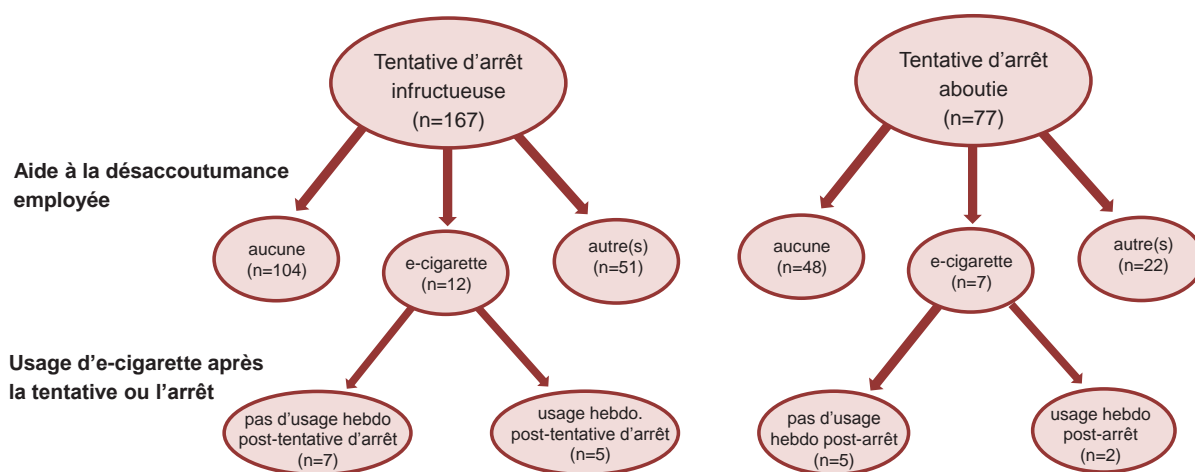 Tentative d'arrêt
infructueuse
(n=167)
Tentative d'arrêt
aboutie
(n=77)
Aide à la désaccoutumance
employée
aucune
(n=104)
e-cigarette
(n=12)
autre(s)
(n=51)
aucune
(n=48)
e-cigarette
(n=7)
autre(s)
(n=22)
Usage d'e-cigarette après
la tentative ou l'arrêt
pas d'usage hebdo
post-tentative d'arrêt
(n=7)
usage hebdo.
post-tentative d'arrêt
(n=5)
pas d'usage
hebdo post-arrêt
(n=5)
usage hebdo
post-arrêt
(n=2)